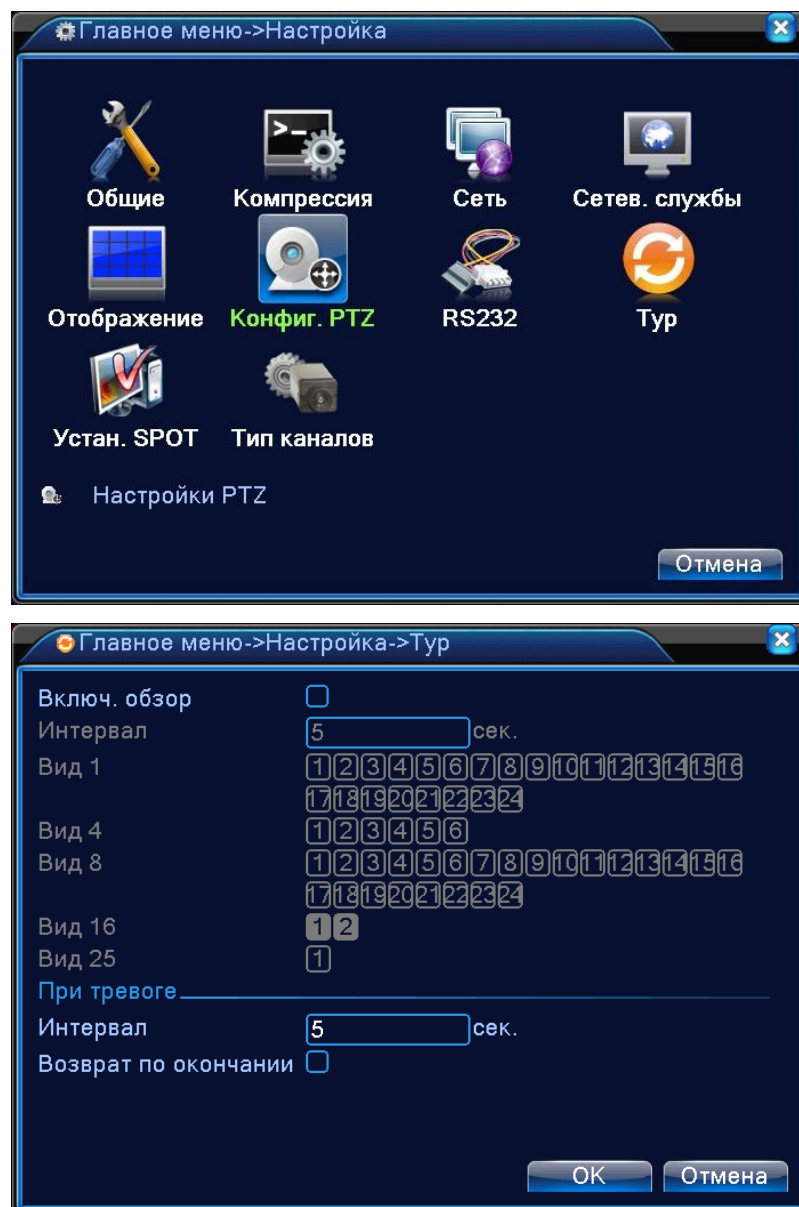 Главное меню->Настройка
Общие Компрессия Сеть Сетев. службы
Отображение Конфиг. PTZ RS232 Тур
Устан. SPOT Тип каналов
Настройки PTZ
Отмена
Главное меню->Настройка->Тур
Включ. обзор
Интервал 5 сек.
Вид 1 1 2 3 4 5 6 7 8 9 10 11 12 13 14 15 16
17 18 19 20 21 22 23 24
Вид 4 1 2 3 4 5 6
Вид 8 1 2 3 4 5 6 7 8 9 10 11 12 13 14 15 16
17 18 19 20 21 22 23 24
Вид 16 1 2
Вид 25 1
При тревоге
Интервал 5 сек.
Возврат по окончании
OK Отмена